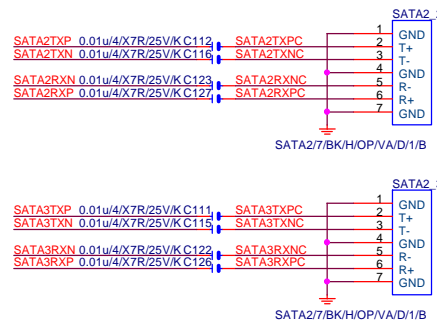 SATA2_
1 GND
SATA2TXP 0.01u/4/X7R/25V/K C112 SATA2TXPC 2 T+
SATA2TXN 0.01u/4/X7R/25V/K C116 SATA2TXNC 3 T-
4 GND
SATA2RXN 0.01u/4/X7R/25V/K C123 SATA2RXNC 5 R-
SATA2RXP 0.01u/4/X7R/25V/K C127 SATA2RXPC 6 R+
7 GND
SATA2/7/BK/H/OP/VA/D/1/B
SATA2_
1 GND
SATA3TXP 0.01u/4/X7R/25V/K C111 SATA3TXPC 2 T+
SATA3TXN 0.01u/4/X7R/25V/K C115 SATA3TXNC 3 T-
4 GND
SATA3RXN 0.01u/4/X7R/25V/K C122 SATA3RXNC 5 R-
SATA3RXP 0.01u/4/X7R/25V/K C126 SATA3RXPC 6 R+
7 GND
SATA2/7/BK/H/OP/VA/D/1/B